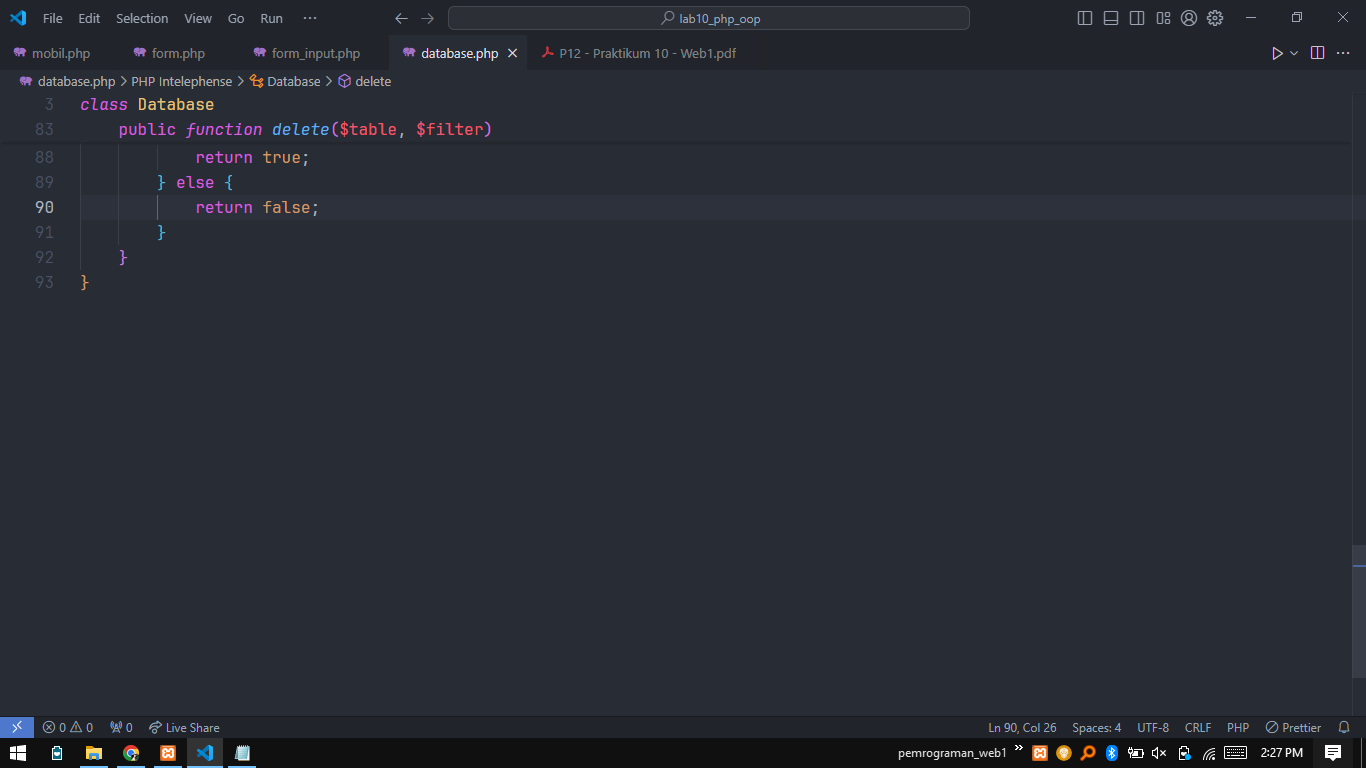 File Edit Selection View Go Run ··· lab10_php_oop
mobil.php form.php form_input.php database.php P12 - Praktikum 10 - Web1.pdf
database.php > PHP Intelephense > Database > delete
3 class Database
83 public function delete($table, $filter)
88 return true;
89 } else {
90 return false;
91 }
92 }
93 }
0 0 0 Live Share Ln 90, Col 26 Spaces: 4 UTF-8 CRLF PHP Prettier
pemrograman_web1 2:27 PM